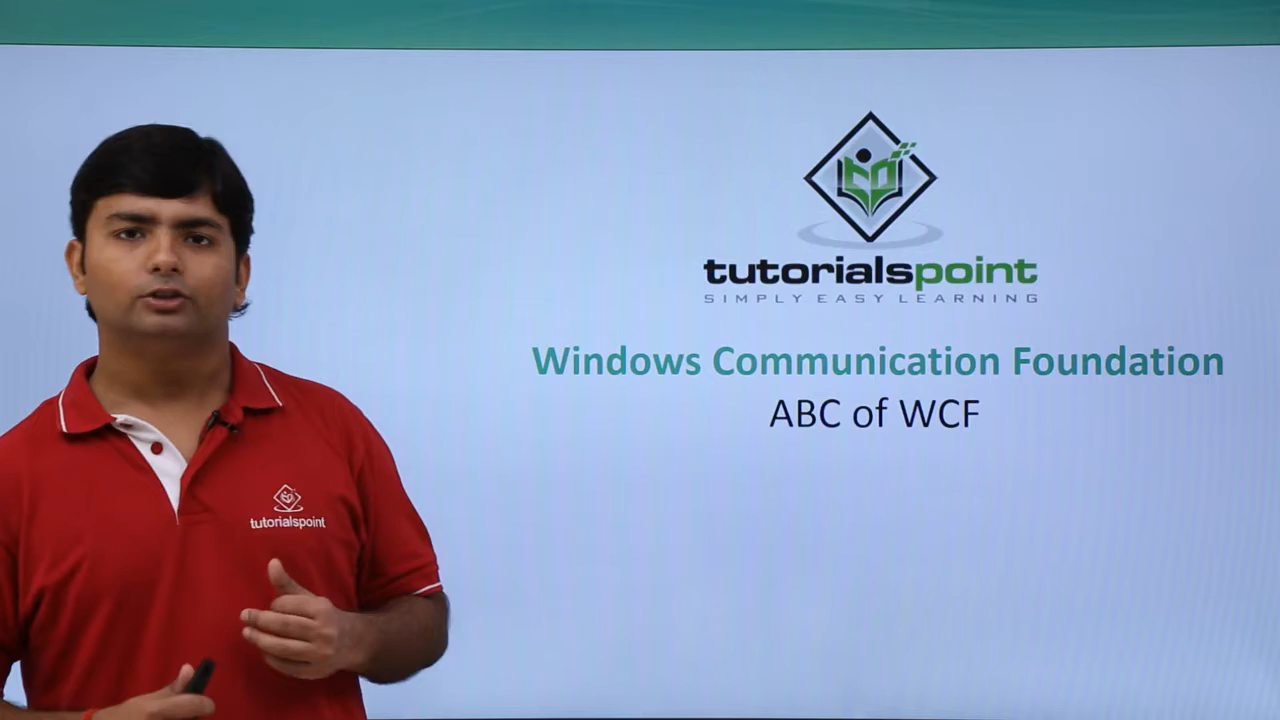 tutorialspoint
SIMPLY EASY LEARNING
Windows Communication Foundation
ABC of WCF
tutorialspoint